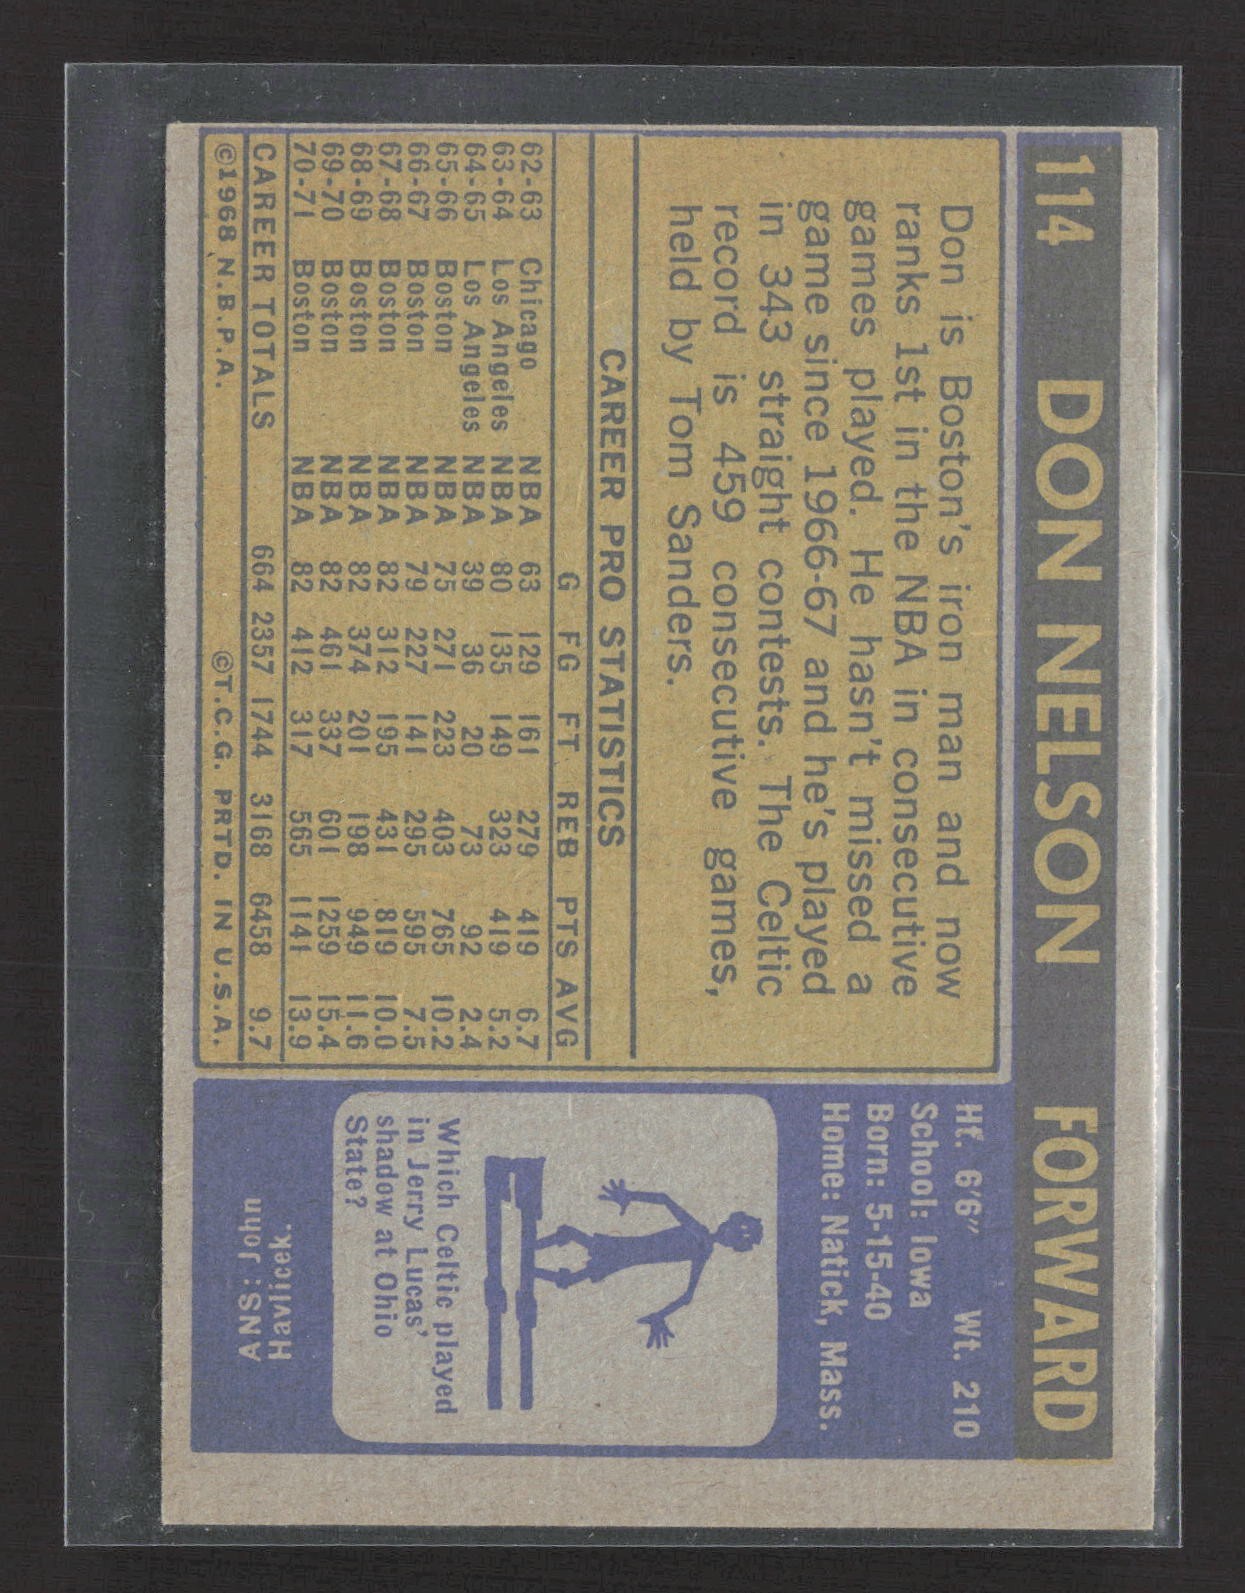 114 DON NELSON FORWARD
Don is Boston's iron man and now
ranks 1st in the NBA in consecutive
games played. He hasn't missed a
game since 1966-67 and he's played
in 343 straight contests. The Celtic
record is 459 consecutive games,
held by Tom Sanders.
CAREER PRO STATISTICS
G FG FT REB PTS AVG
62-63 Chicago NBA 63 129 161 279 419 6.7
63-64 Los Angeles NBA 80 135 149 323 419 5.2
64-65 Los Angeles NBA 39 36 20 73 92 2.4
65-66 Boston NBA 75 271 223 403 765 10.2
66-67 Boston NBA 79 227 141 295 595 7.5
67-68 Boston NBA 82 312 195 431 819 10.0
68-69 Boston NBA 82 374 201 198 949 11.6
69-70 Boston NBA 82 461 337 601 1259 15.4
70-71 Boston NBA 82 412 317 565 1141 13.9
CAREER TOTALS 664 2357 1744 3168 6458 9.7
©1968 N.B.P.A. ©T.C.G. PRTD. IN U.S.A.
Ht. 6'6" Wt. 210
School: Iowa
Born: 5-15-40
Home: Natick, Mass.
Which Celtic played
in Jerry Lucas'
shadow at Ohio
State?
ANS: John
Havlicek.